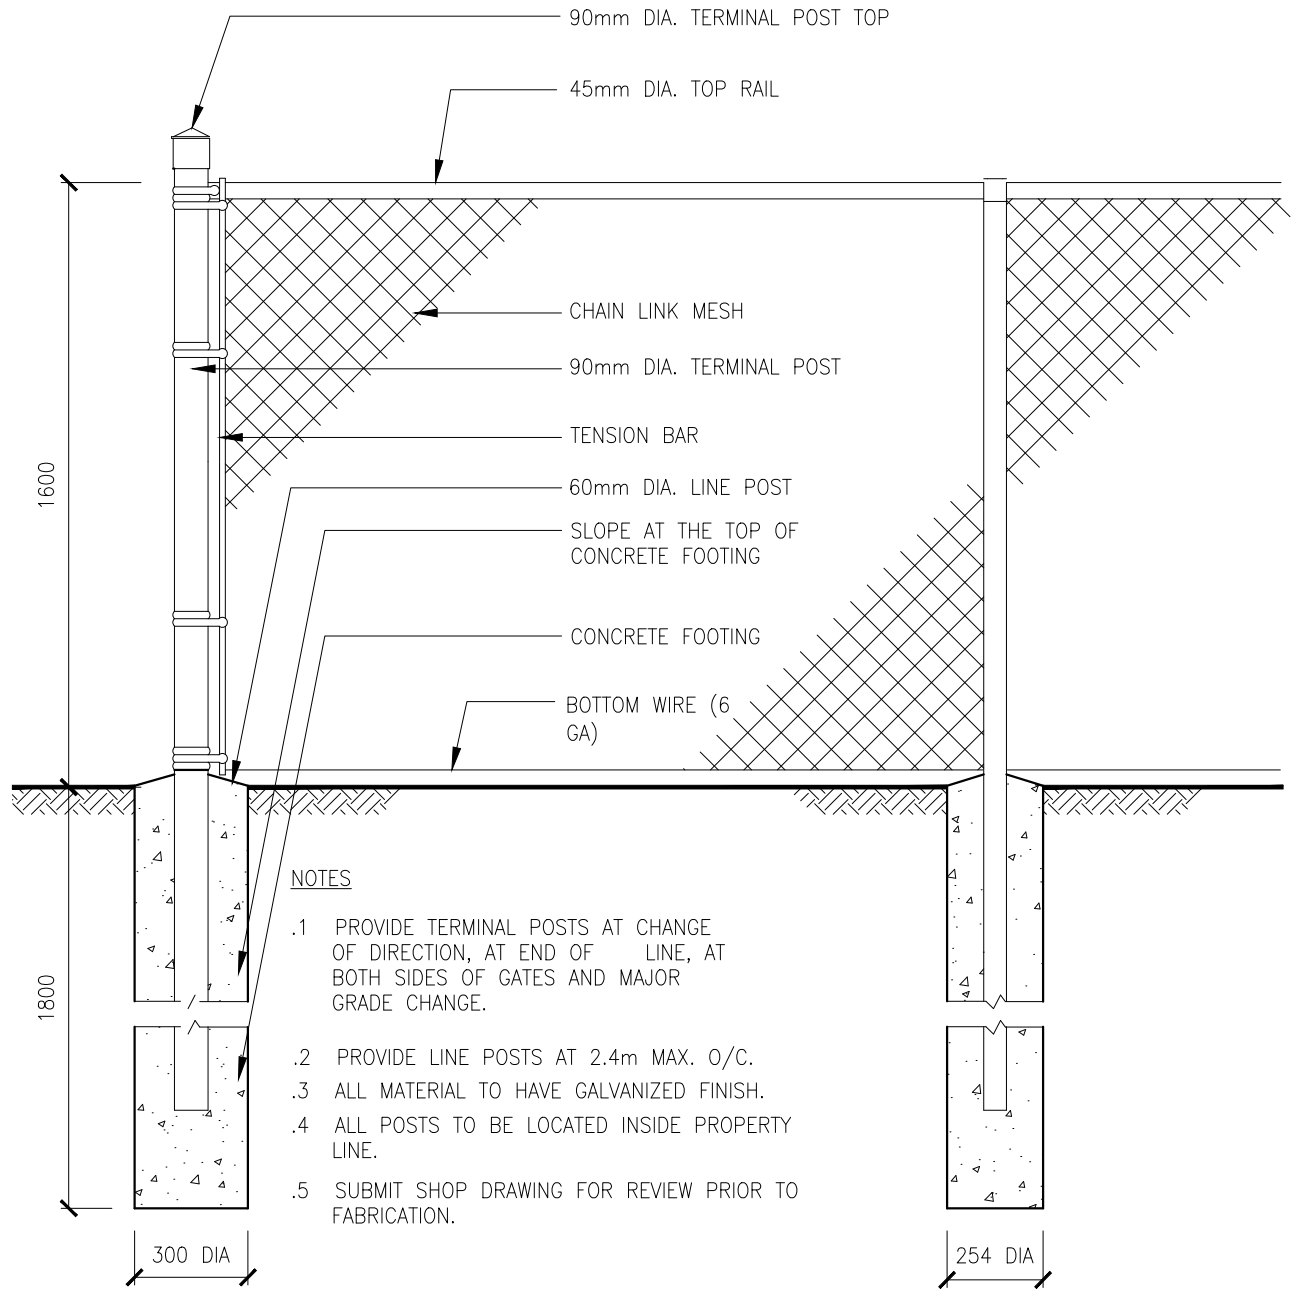 90mm DIA. TERMINAL POST TOP
45mm DIA. TOP RAIL
CHAIN LINK MESH
90mm DIA. TERMINAL POST
TENSION BAR
1600
60mm DIA. LINE POST
SLOPE AT THE TOP OF
CONCRETE FOOTING
CONCRETE FOOTING
BOTTOM WIRE (6
GA)
NOTES
.1 PROVIDE TERMINAL POSTS AT CHANGE
OF DIRECTION, AT END OF LINE, AT
BOTH SIDES OF GATES AND MAJOR
GRADE CHANGE.
1800
.2 PROVIDE LINE POSTS AT 2.4m MAX. O/C.
.3 ALL MATERIAL TO HAVE GALVANIZED FINISH.
.4 ALL POSTS TO BE LOCATED INSIDE PROPERTY
LINE.
.5 SUBMIT SHOP DRAWING FOR REVIEW PRIOR TO
FABRICATION.
300 DIA
254 DIA